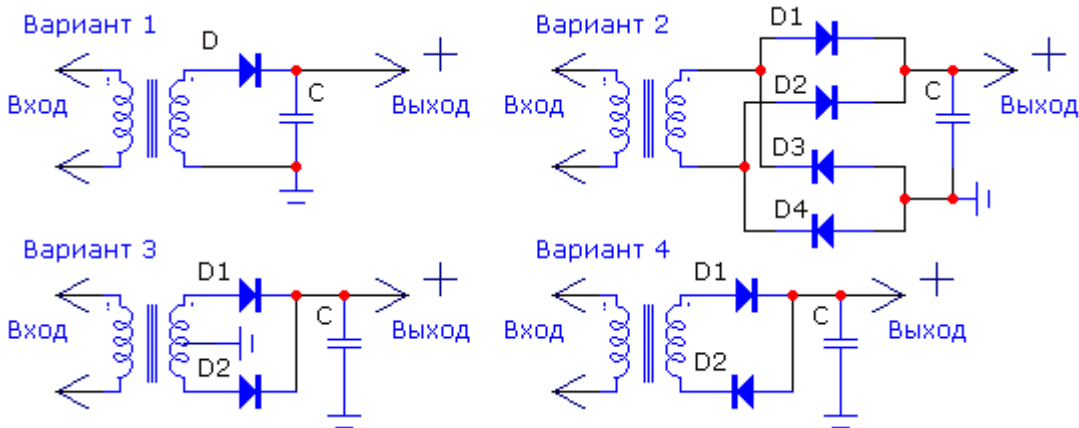 Вариант 1
D
+
Вход
C
Выход
Вариант 2
D1
+
Вход
D2
C
Выход
D3
D4
Вариант 3
D1
+
Вход
C
Выход
D2
Вариант 4
D1
+
Вход
C
Выход
D2